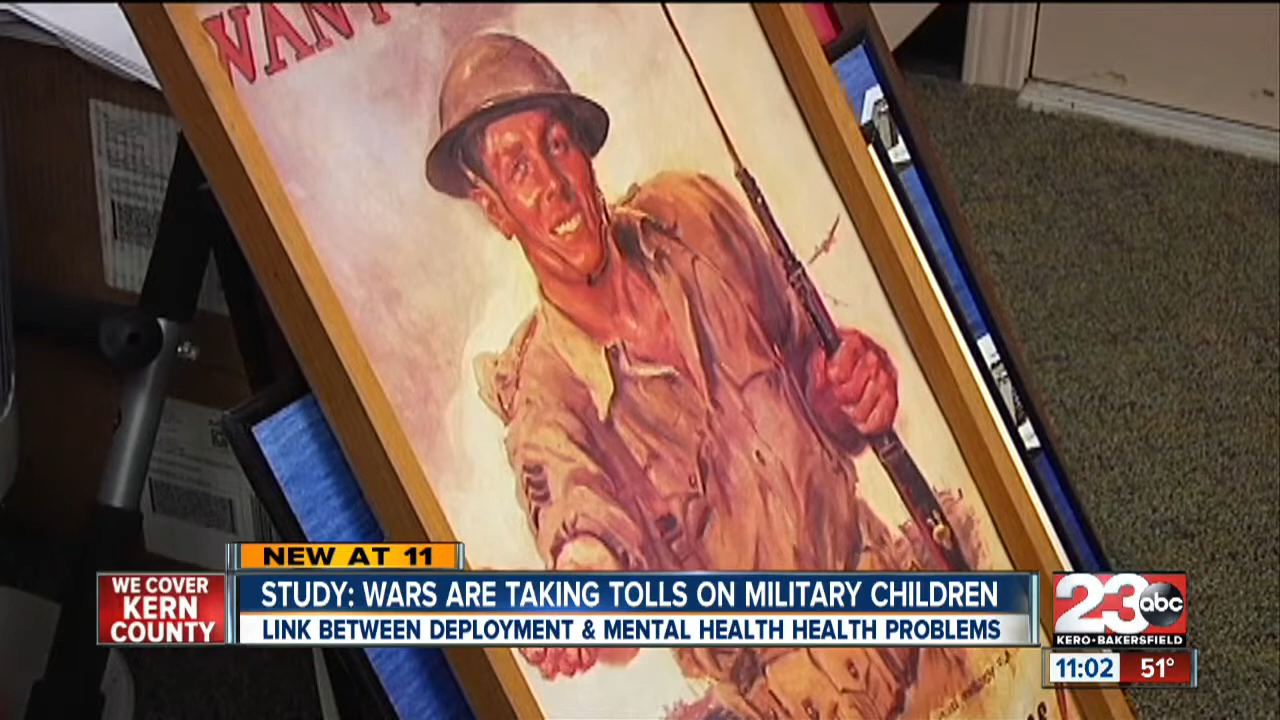 WANT
NEW AT 11
WE COVER
KERN
COUNTY
STUDY: WARS ARE TAKING TOLLS ON MILITARY CHILDREN
LINK BETWEEN DEPLOYMENT & MENTAL HEALTH HEALTH PROBLEMS
23 abc
KERO·BAKERSFIELD
11:02 51°